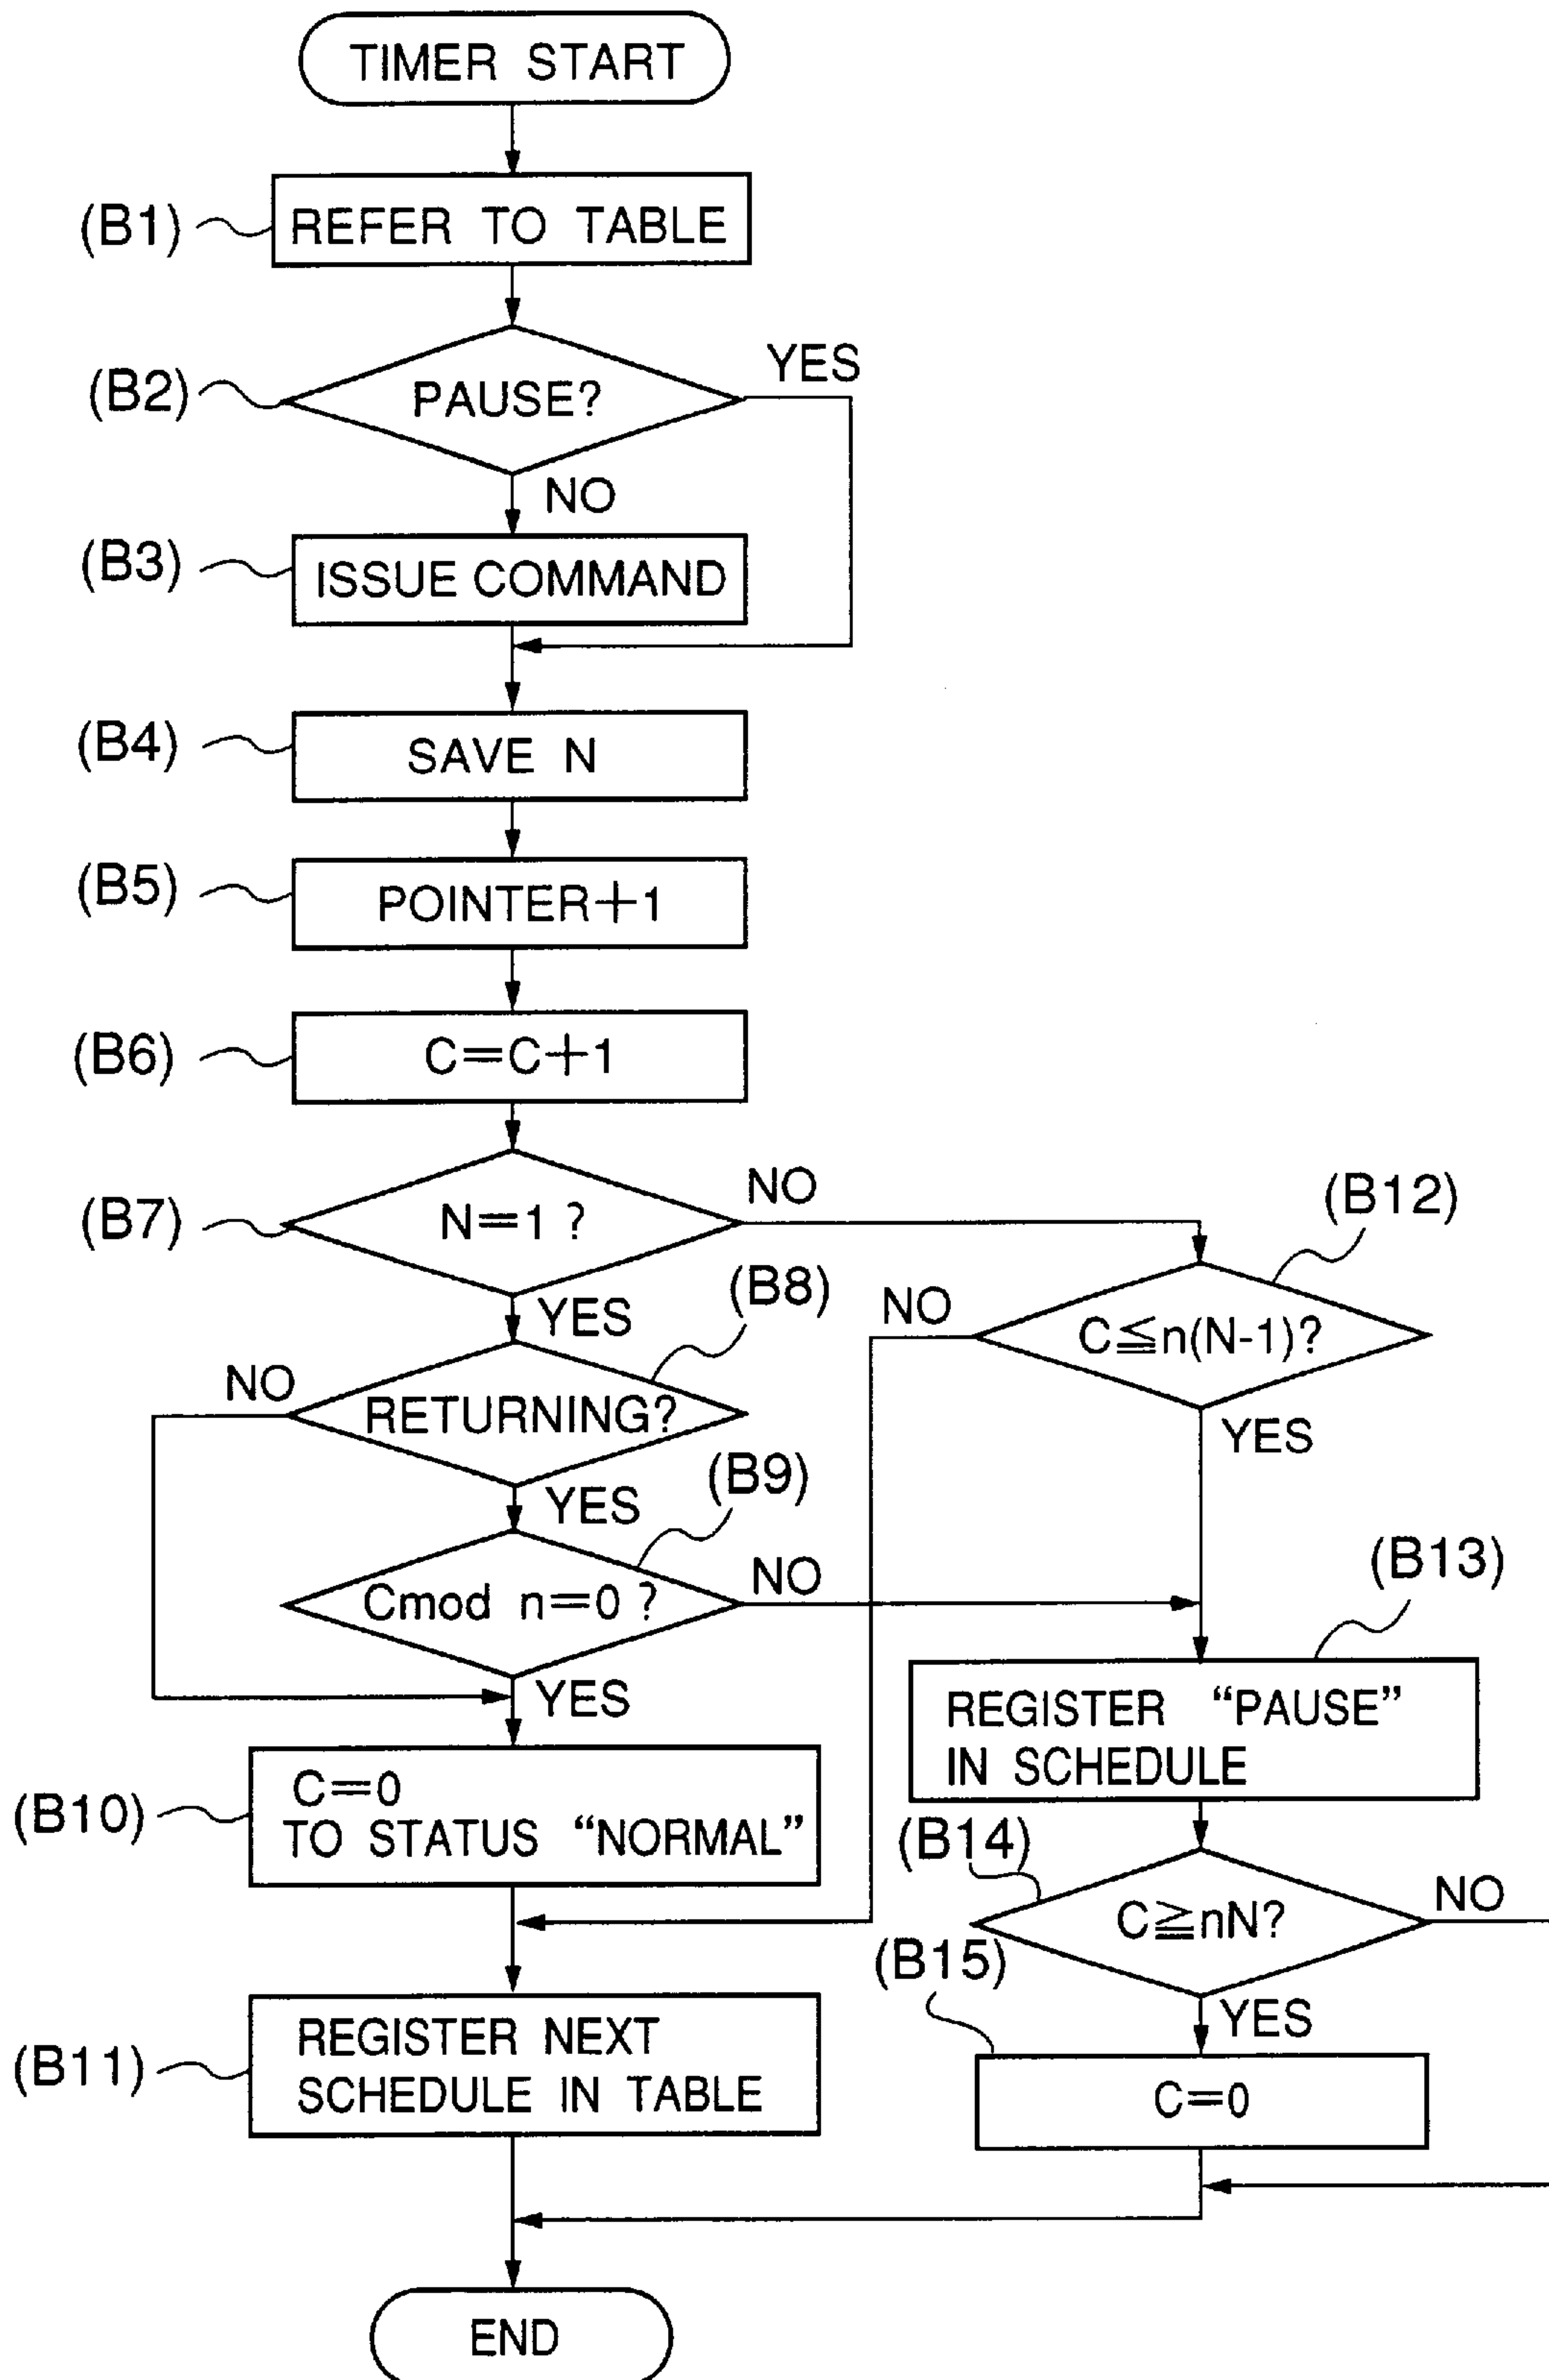 TIMER START
(B1)
REFER TO TABLE
(B2)
PAUSE?
YES
NO
(B3)
ISSUE COMMAND
(B4)
SAVE N
(B5)
POINTER+1
(B6)
C=C+1
(B7)
N=1 ?
NO
YES
(B12)
C≦n(N-1)?
NO
YES
(B8)
RETURNING?
NO
YES
(B9)
Cmod n=0 ?
NO
YES
(B13)
REGISTER “PAUSE”
IN SCHEDULE
(B10)
C=0
TO STATUS “NORMAL”
(B14)
C≧nN?
NO
YES
(B11)
REGISTER NEXT
SCHEDULE IN TABLE
(B15)
C=0
END